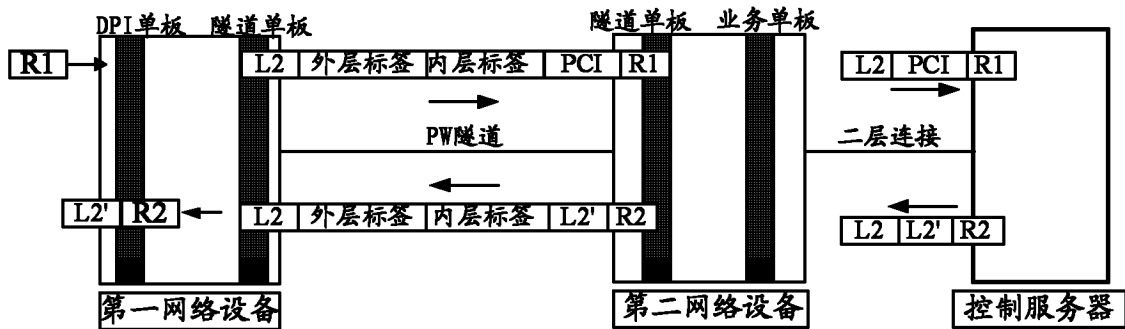 DPI单板 隧道单板 隧道单板 业务单板
R1 L2 外层标签 内层标签 PCI R1 L2 PCI R1
PW隧道 二层连接
L2' R2 L2 外层标签 内层标签 L2' R2 L2 L2' R2
第一网络设备 第二网络设备 控制服务器